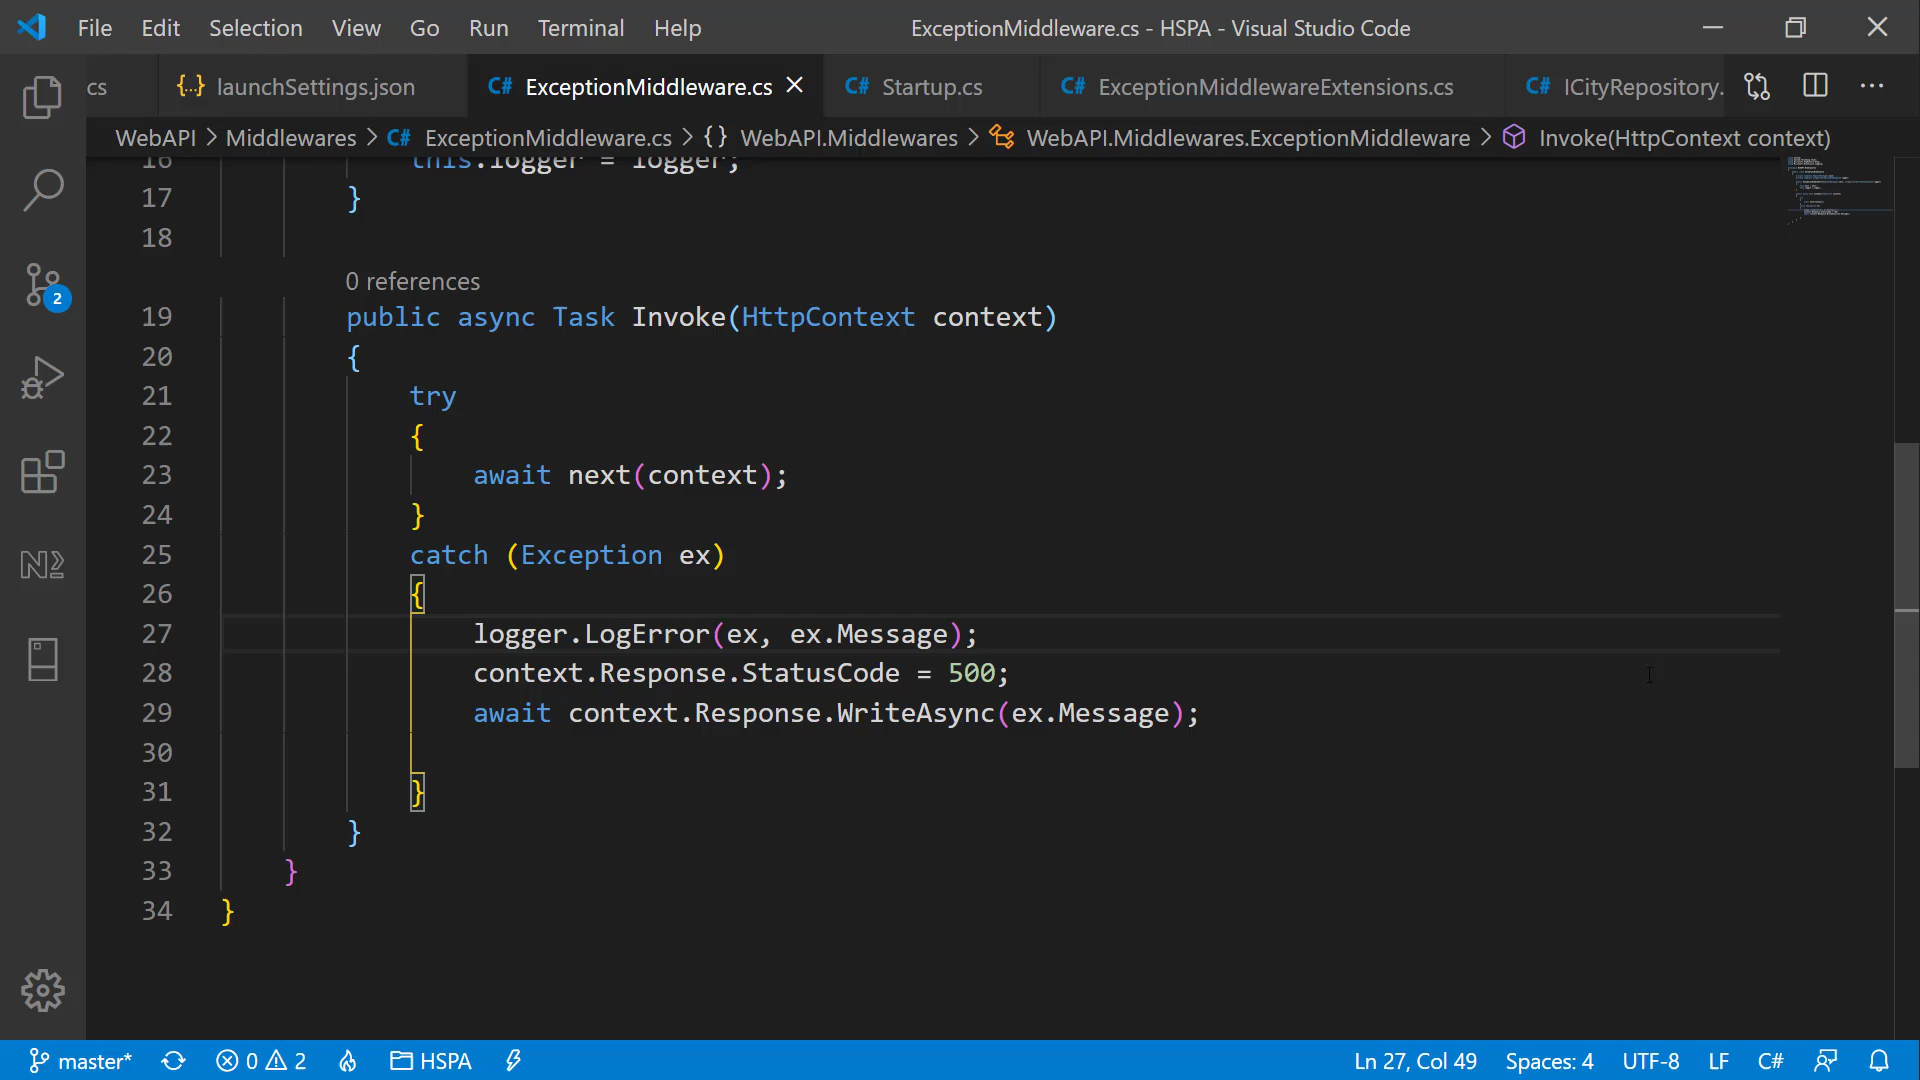 File Edit Selection View Go Run Terminal Help ExceptionMiddleware.cs - HSPA - Visual Studio Code
cs {..} launchSettings.json C# ExceptionMiddleware.cs C# Startup.cs C# ExceptionMiddlewareExtensions.cs C# ICityRepository.
WebAPI > Middlewares > C# ExceptionMiddleware.cs > {} WebAPI.Middlewares > WebAPI.Middlewares.ExceptionMiddleware > Invoke(HttpContext context)
16 this.logger = logger;
17 }
18
0 references
19 public async Task Invoke(HttpContext context)
20 {
21 try
22 {
23 await next(context);
24 }
25 catch (Exception ex)
26 {
27 logger.LogError(ex, ex.Message);
28 context.Response.StatusCode = 500;
29 await context.Response.WriteAsync(ex.Message);
30
31 }
32 }
33 }
34 }
2
master* 0 2 HSPA Ln 27, Col 49 Spaces: 4 UTF-8 LF C#